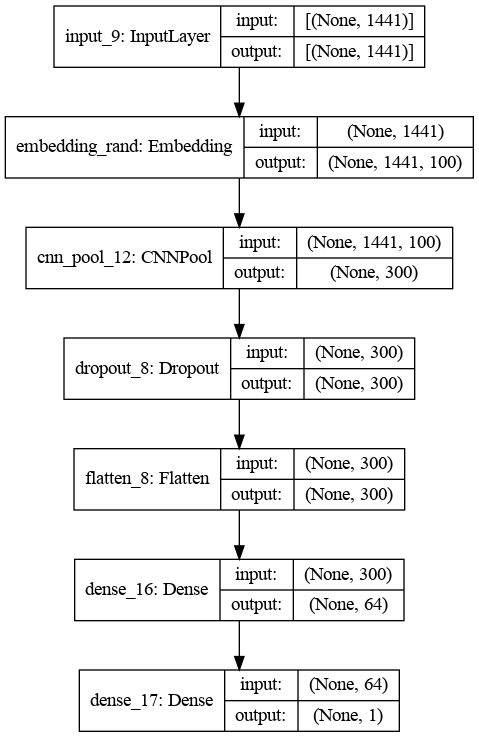 input_9: InputLayer
input: [(None, 1441)]
output: [(None, 1441)]
embedding_rand: Embedding
input: (None, 1441)
output: (None, 1441, 100)
cnn_pool_12: CNNPool
input: (None, 1441, 100)
output: (None, 300)
dropout_8: Dropout
input: (None, 300)
output: (None, 300)
flatten_8: Flatten
input: (None, 300)
output: (None, 300)
dense_16: Dense
input: (None, 300)
output: (None, 64)
dense_17: Dense
input: (None, 64)
output: (None, 1)